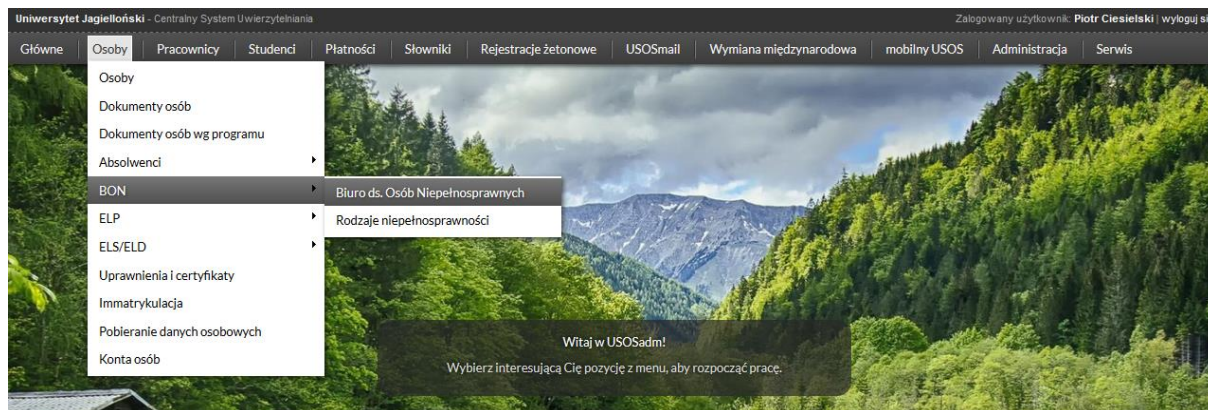 Uniwersytet Jagielloński - Centralny System Uwierzytelniania
Zalogowany użytkownik: Piotr Ciesielski | wyloguj si
Główne Osoby Pracownicy Studenci Płatności Słowniki Rejestracje żetonowe USOSmail Wymiana międzynarodowa mobilny USOS Administracja Serwis
Osoby
Dokumenty osób
Dokumenty osób wg programu
Absolwenci
BON
Biuro ds. Osób Niepełnosprawnych
ELP
Rodzaje niepełnosprawności
ELS/ELD
Uprawnienia i certyfikaty
Immatrykulacja
Pobieranie danych osobowych
Konta osób
Witaj w USOSadm!
Wybierz interesującą Cię pozycję z menu, aby rozpocząć pracę.